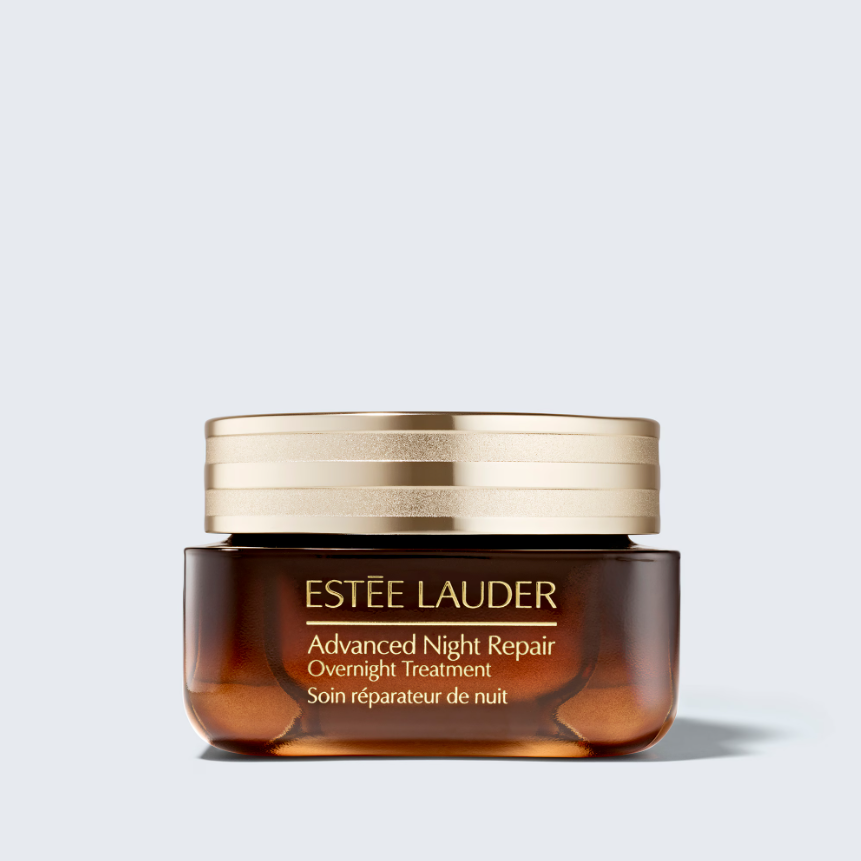 ESTĒE LAUDER
Advanced Night Repair
Overnight Treatment
Soin réparateur de nuit